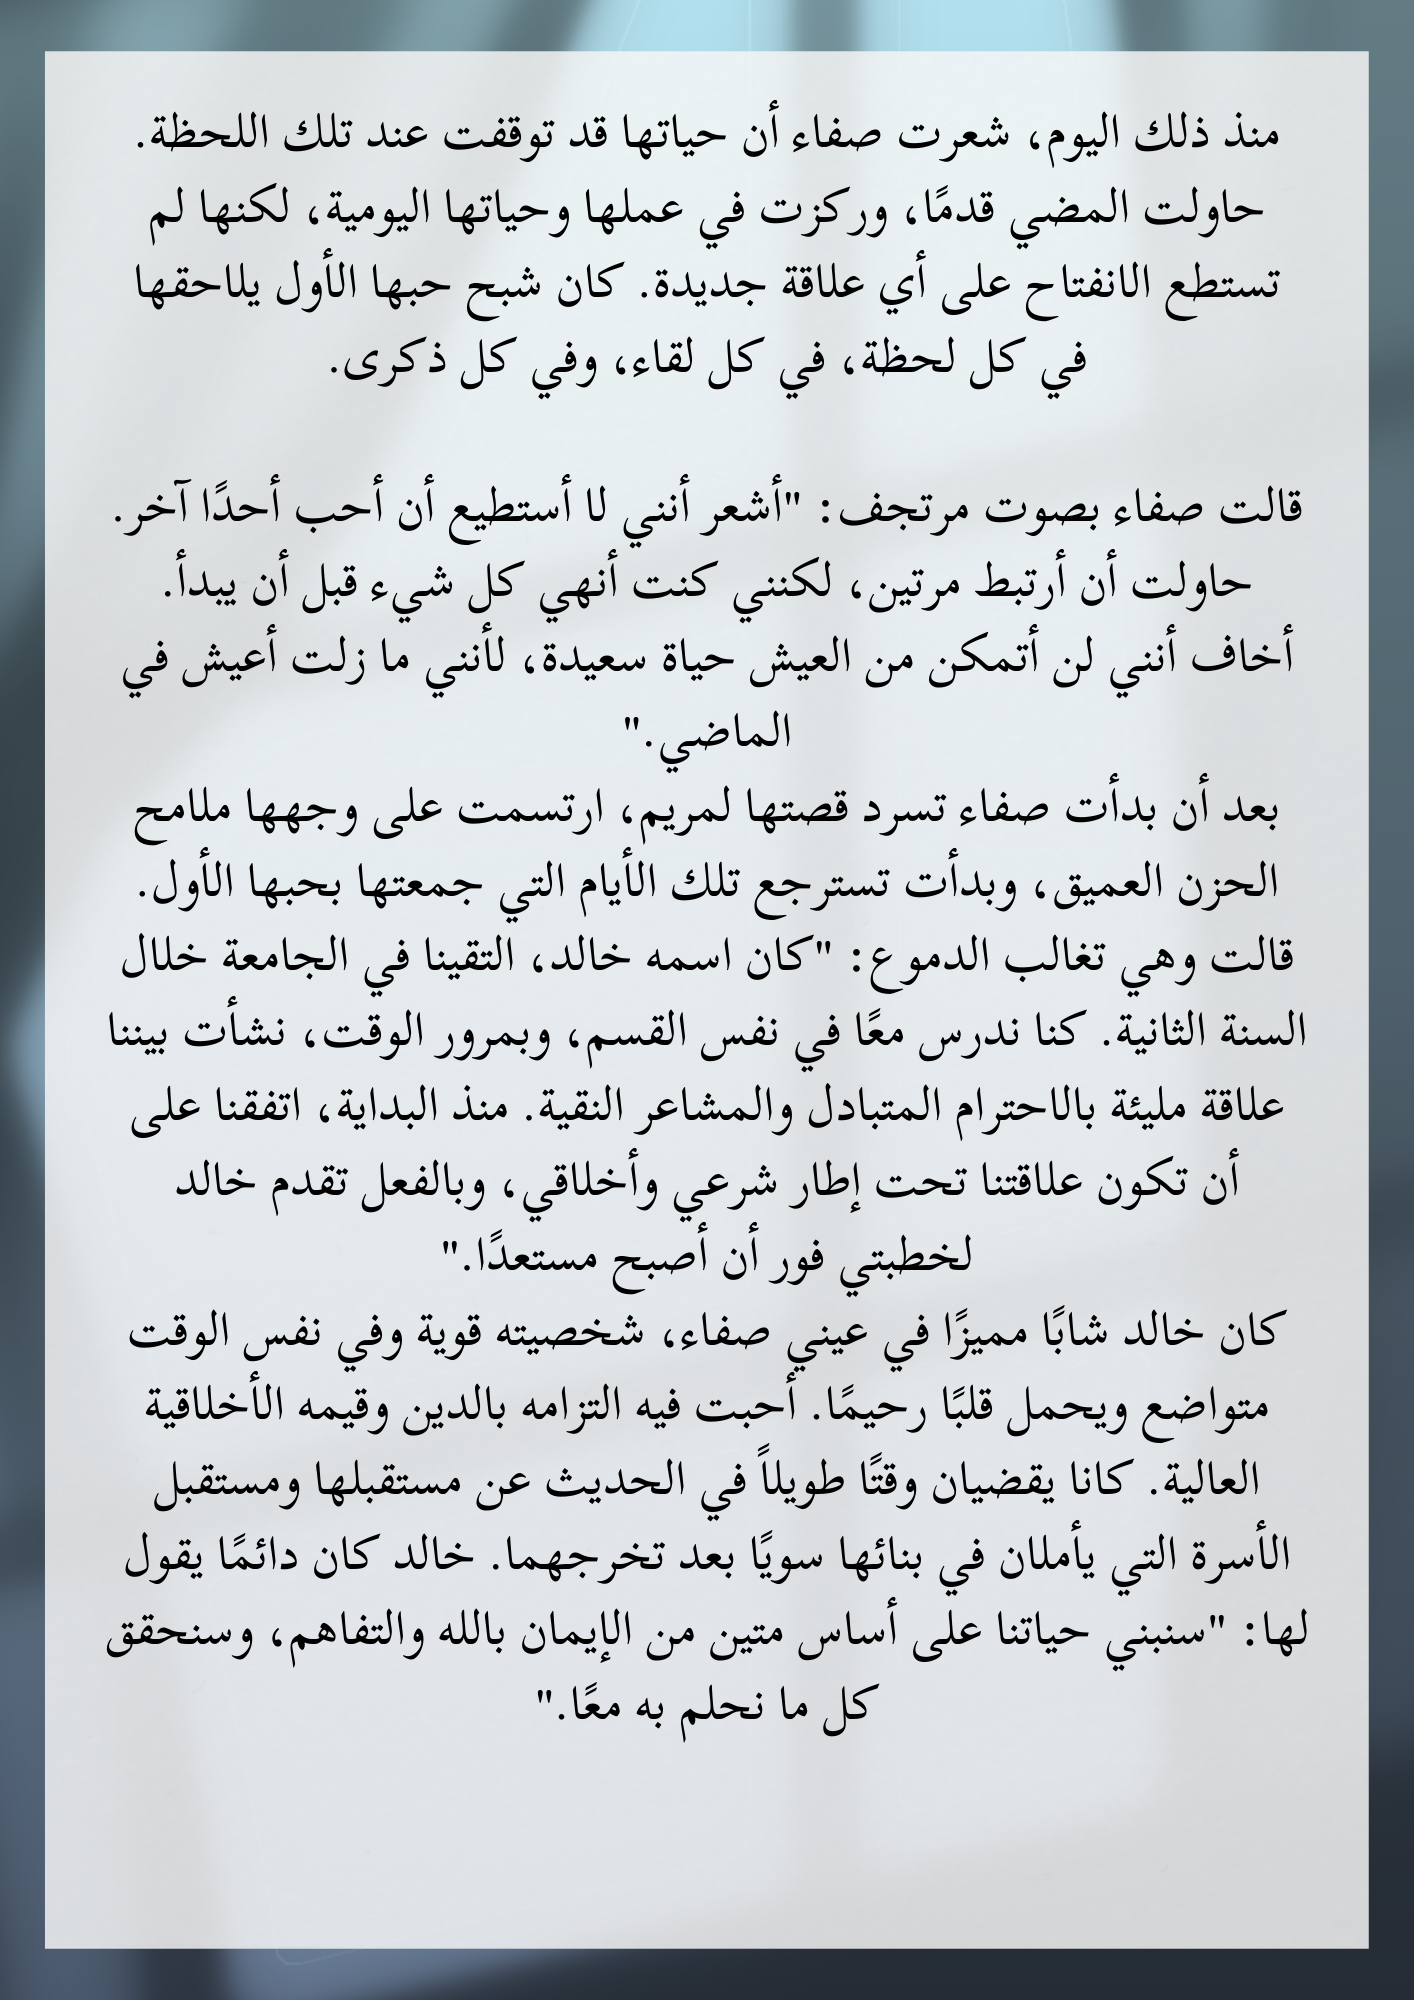 منذ ذلك اليوم، شعرت صفاء أن حياتها قد توقفت عند تلك اللحظة.
حاولت المضي قدمًا، وركزت في عملها وحياتها اليومية، لكنها لم
تستطع الانفتاح على أي علاقة جديدة. كان شبح حبها الأول يلاحقها
في كل لحظة، في كل لقاء، وفي كل ذكرى.
قالت صفاء بصوت مرتجف: "أشعر أنني لا أستطيع أن أحب أحدًا آخر.
حاولت أن أرتبط مرتين، لكنني كنت أنهي كل شيء قبل أن يبدأ.
أخاف أنني لن أتمكن من العيش حياة سعيدة، لأنني ما زلت أعيش في
الماضي."
بعد أن بدأت صفاء تسرد قصتها لمريم، ارتسمت على وجهها ملامح
الحزن العميق، وبدأت تسترجع تلك الأيام التي جمعتها بحبها الأول.
قالت وهي تغالب الدموع: "كان اسمه خالد، التقينا في الجامعة خلال
السنة الثانية. كنا ندرس معًا في نفس القسم، وبمرور الوقت، نشأت بيننا
علاقة مليئة بالاحترام المتبادل والمشاعر النقية. منذ البداية، اتفقنا على
أن تكون علاقتنا تحت إطار شرعي وأخلاقي، وبالفعل تقدم خالد
لخطبتي فور أن أصبح مستعدًا."
كان خالد شابًا مميزًا في عيني صفاء، شخصيته قوية وفي نفس الوقت
متواضع ويحمل قلبًا رحيمًا. أحبت فيه التزامه بالدين وقيمه الأخلاقية
العالية. كانا يقضيان وقتًا طويلاً في الحديث عن مستقبلها ومستقبل
الأسرة التي يأملان في بنائها سويًا بعد تخرجهما. خالد كان دائمًا يقول
لها: "سنبني حياتنا على أساس متين من الإيمان بالله والتفاهم، وسنحقق
كل ما نحلم به معًا."